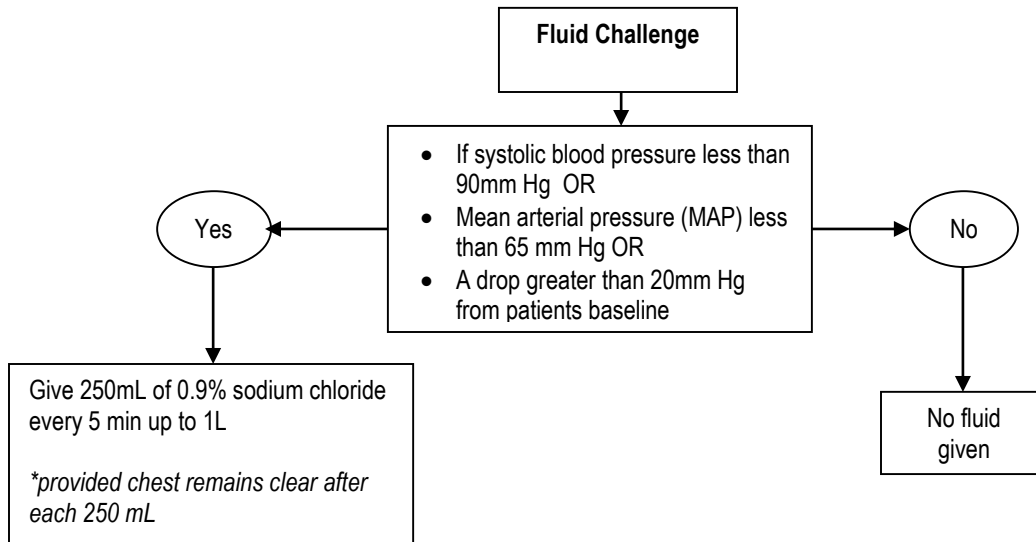 Fluid Challenge
• If systolic blood pressure less than
90mm Hg OR
• Mean arterial pressure (MAP) less
than 65 mm Hg OR
• A drop greater than 20mm Hg
from patients baseline
Yes
No
Give 250mL of 0.9% sodium chloride
every 5 min up to 1L
*provided chest remains clear after
each 250 mL
No fluid
given